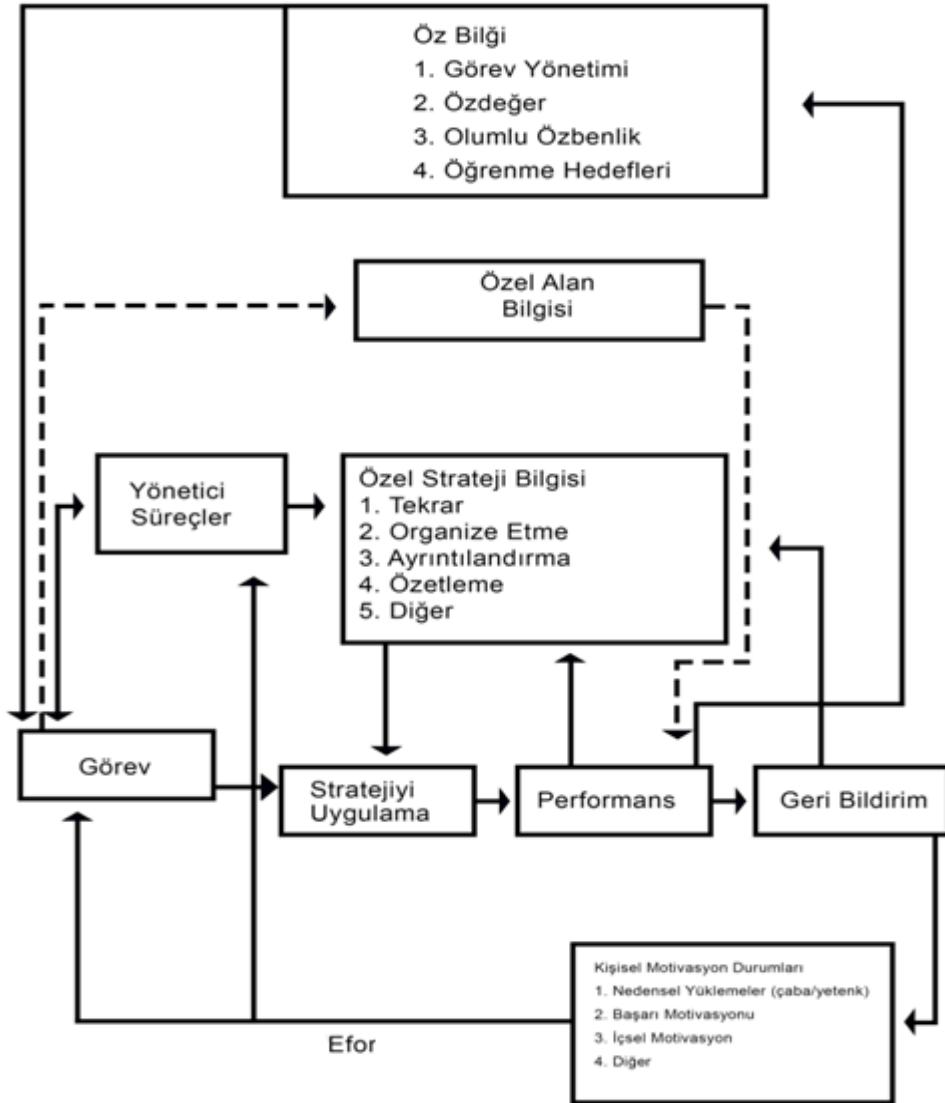 Öz Bilği
1. Görev Yönetimi
2. Özdeğer
3. Olumlu Özbenlik
4. Öğrenme Hedefleri
Özel Alan
Bilgisi
Yönetici
Süreçler
Özel Strateji Bilgisi
1. Tekrar
2. Organize Etme
3. Ayrıntılandırma
4. Özetleme
5. Diğer
Görev
Stratejiyi
Uygulama
Performans
Geri Bildirim
Kişisel Motivasyon Durumları
1. Nedensel Yüklemeler (çaba/yetenk)
2. Başarı Motivasyonu
3. İçsel Motivasyon
4. Diğer
Efor